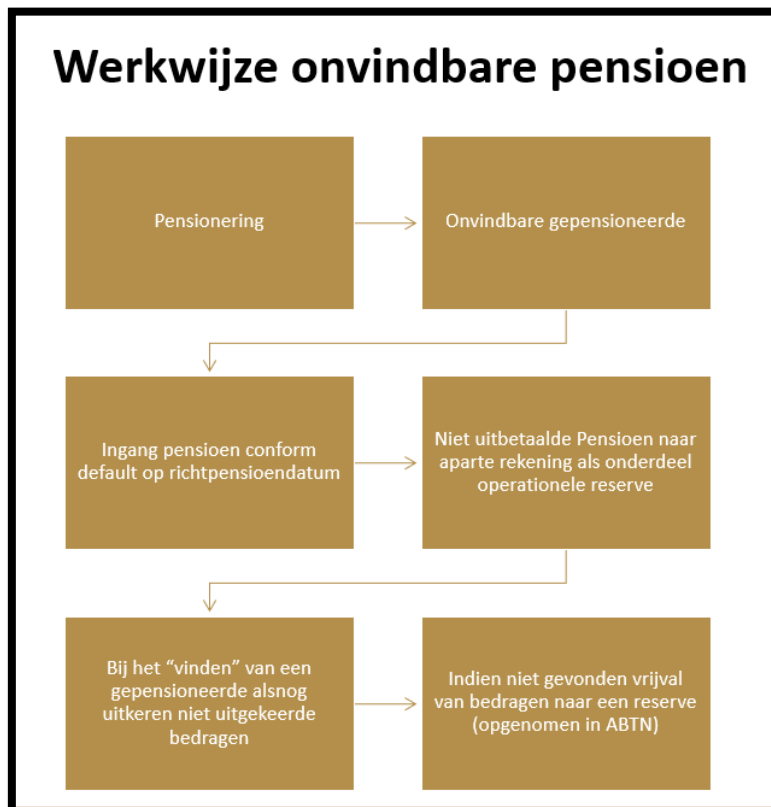 Werkwijze onvindbare pensioen
Pensionering
Onvindbare gepensioneerde
Ingang pensioen conform
default op richtpensioendatum
Niet uitbetaalde Pensioen naar
aparte rekening als onderdeel
operationele reserve
Bij het “vinden” van een
gepensioneerde alsnog
uitkeren niet uitgekeerde
bedragen
Indien niet gevonden vrijval
van bedragen naar een reserve
(opgenomen in ABTN)